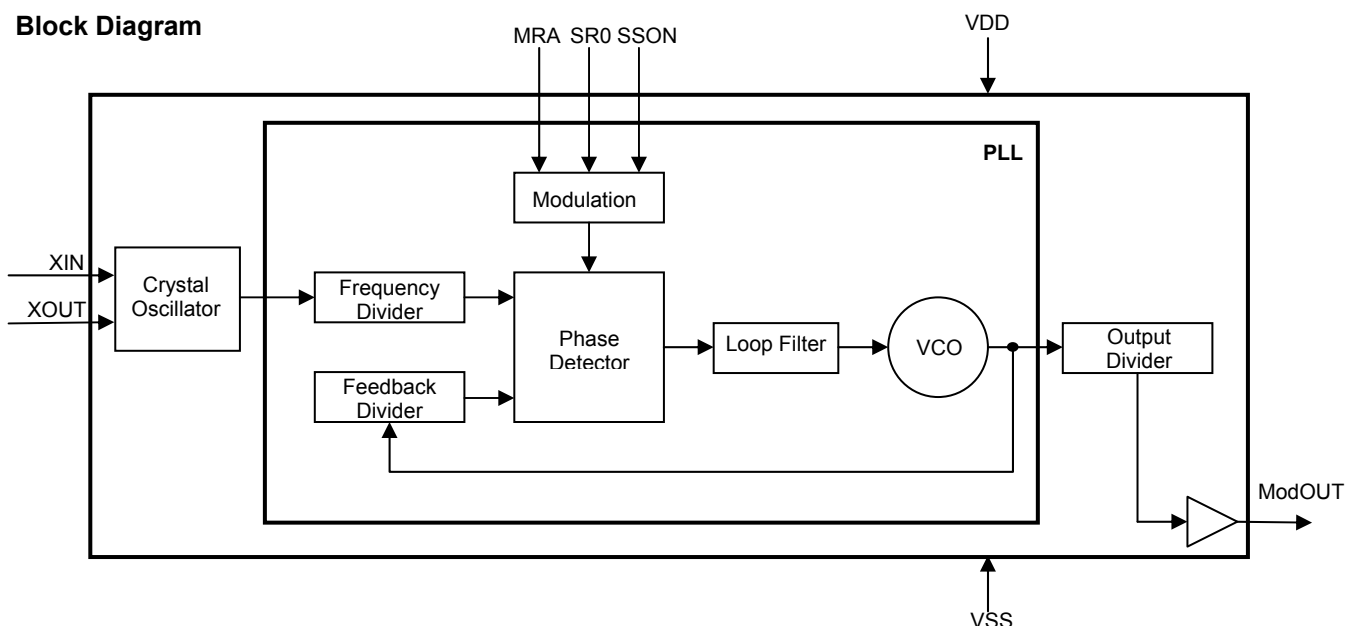 Block Diagram
MRA SR0 SSON
VDD
PLL
Modulation
XIN
XOUT
Crystal
Oscillator
Frequency
Divider
Phase
Detector
Loop Filter
VCO
Output
Divider
Feedback
Divider
ModOUT
VSS